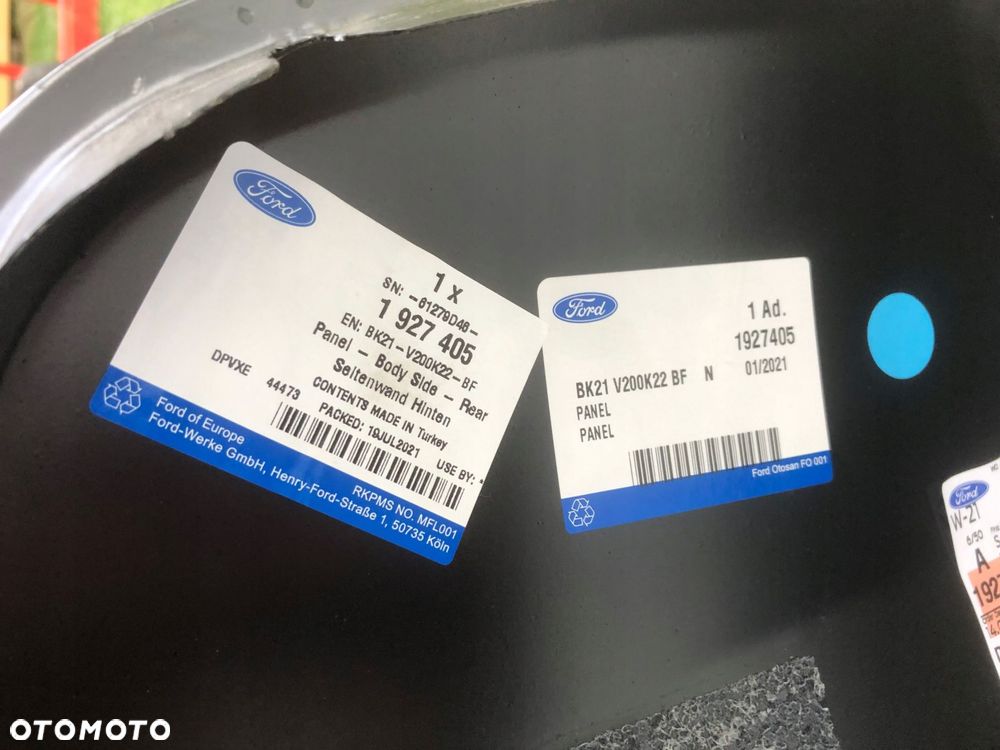 Ford
1 x
SN: -61279D46-
1 927 405
EN: BK21-V200K22-BF
Panel - Body Side - Rear
Seitenwand Hinten
CONTENTS MADE IN Turkey
PACKED: 19JUL2021 USE BY:
DPVXE 44473
RKPMS NO. MFL001
Ford of Europe
Ford-Werke GmbH, Henry-Ford-Straße 1, 50735 Köln
Ford
1 Ad.
1927405
BK21 V200K22 BF N 01/2021
PANEL
PANEL
Ford Otosan FO 001
Ford
W-21
6/50
A
OTOMOTO